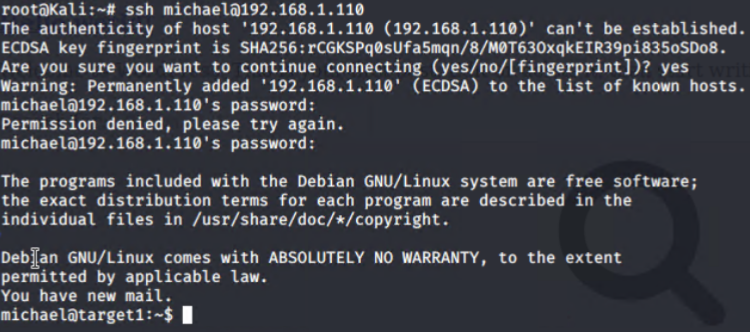 root@Kali:~# ssh michael@192.168.1.110
The authenticity of host '192.168.1.110 (192.168.1.110)' can't be established.
ECDSA key fingerprint is SHA256:rCGKSPq0sUfa5mqn/8/M0T63OxqkEIR39pi835oSDo8.
Are you sure you want to continue connecting (yes/no/[fingerprint])? yes
Warning: Permanently added '192.168.1.110' (ECDSA) to the list of known hosts.
michael@192.168.1.110's password:
Permission denied, please try again.
michael@192.168.1.110's password:
The programs included with the Debian GNU/Linux system are free software;
the exact distribution terms for each program are described in the
individual files in /usr/share/doc/*/copyright.
Debian GNU/Linux comes with ABSOLUTELY NO WARRANTY, to the extent
permitted by applicable law.
You have new mail.
michael@target1:~$